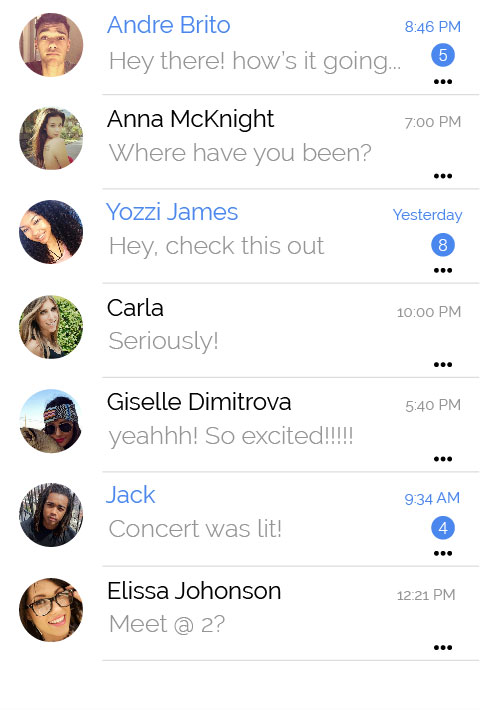 Andre Brito 8:46 PM
Hey there! how's it going... 5
Anna McKnight 7:00 PM
Where have you been?
Yozzi James Yesterday
Hey, check this out 8
Carla 10:00 PM
Seriously!
Giselle Dimitrova 5:40 PM
yeahhh! So excited!!!!!
Jack 9:34 AM
Concert was lit! 4
Elissa Johonson 12:21 PM
Meet @ 2?